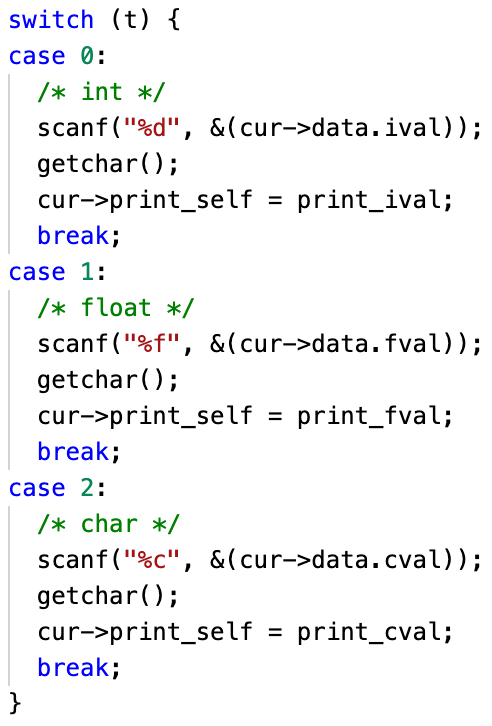 switch (t) {
case 0:
  /* int */
  scanf("%d", &(cur->data.ival));
  getchar();
  cur->print_self = print_ival;
  break;
case 1:
  /* float */
  scanf("%f", &(cur->data.fval));
  getchar();
  cur->print_self = print_fval;
  break;
case 2:
  /* char */
  scanf("%c", &(cur->data.cval));
  getchar();
  cur->print_self = print_cval;
  break;
}